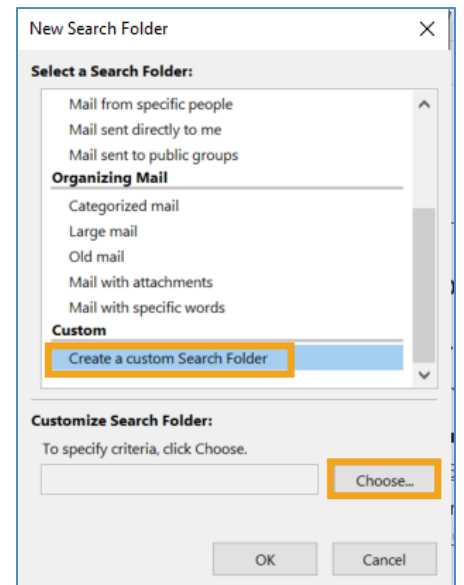 New Search Folder
Select a Search Folder:
Mail from specific people
Mail sent directly to me
Mail sent to public groups
Organizing Mail
Categorized mail
Large mail
Old mail
Mail with attachments
Mail with specific words
Custom
Create a custom Search Folder
Customize Search Folder:
To specify criteria, click Choose.
Choose...
OK Cancel